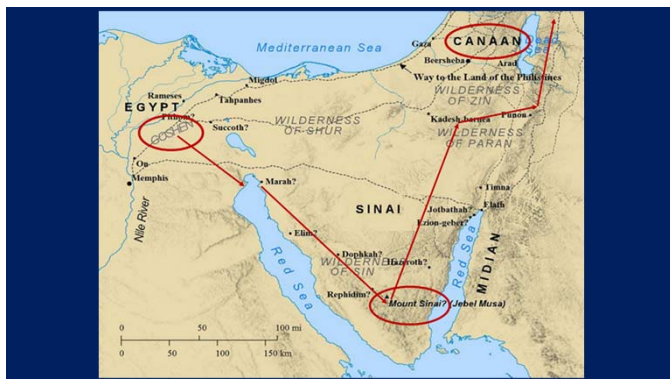 Mediterranean Sea
Gaza
CANAAN
Dead
Sea
Beersheba
Arad
Way to the Land of the Philistines
Migdol
WILDERNESS
OF ZIN
Rameses
Tahpanhes
EGYPT
Pithom?
GOSHEN
Succoth?
WILDERNESS
OF SHUR
Kadesh-barnea
Punon
WILDERNESS
OF PARAN
On
Memphis
Marah?
Timna
SINAI
Jotbathah?
Elath
Ezion-geber?
Nile River
Elim?
MIDIAN
Dophkah?
Hazeroth?
WILDERNESS
OF SIN
Red Sea
Red Sea
Rephidim?
Mount Sinai? (Jebel Musa)
0 50 100 mi
0 50 100 150 km